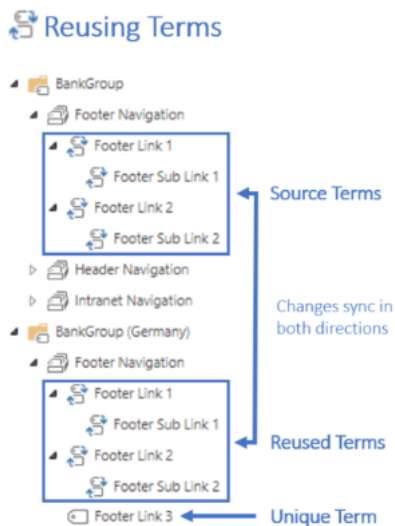 Reusing Terms
BankGroup
Footer Navigation
Footer Link 1
Footer Sub Link 1
Footer Link 2
Footer Sub Link 2
Source Terms
Header Navigation
Intranet Navigation
Changes sync in
both directions
BankGroup (Germany)
Footer Navigation
Footer Link 1
Footer Sub Link 1
Footer Link 2
Footer Sub Link 2
Reused Terms
Footer Link 3
Unique Term